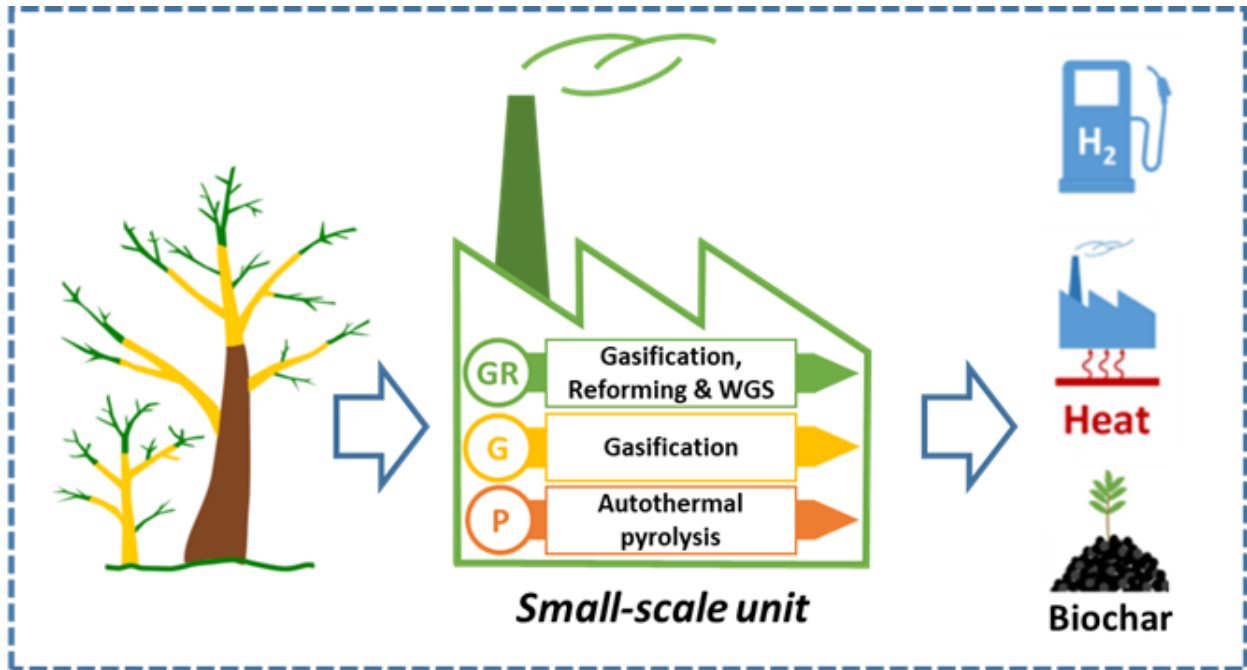 GR
Gasification,
Reforming & WGS
G
Gasification
P
Autothermal
pyrolysis
Small-scale unit
H₂
Heat
Biochar